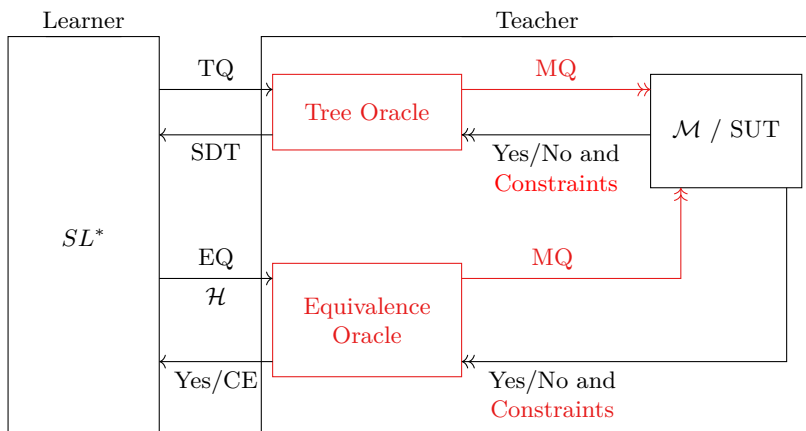 Learner
Teacher
TQ
MQ
Tree Oracle
𝓜 / SUT
SDT
Yes/No and
Constraints
SL*
EQ
𝓗
MQ
Equivalence
Oracle
Yes/CE
Yes/No and
Constraints